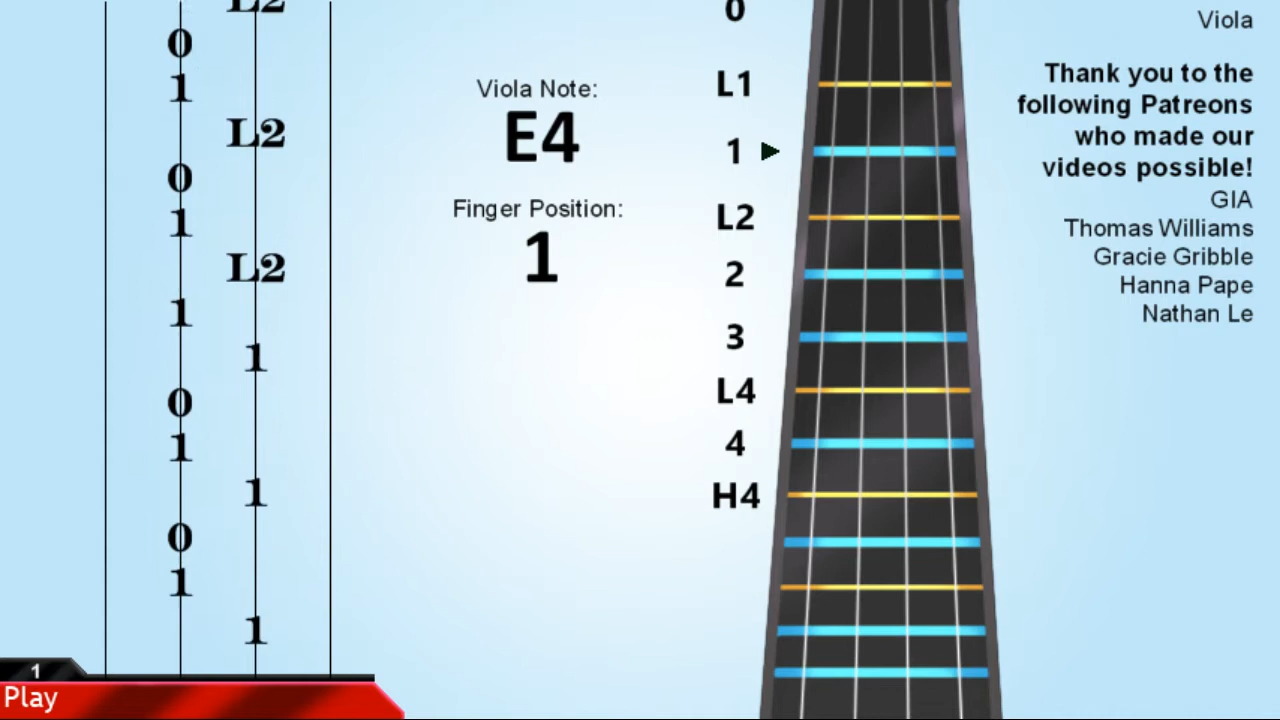 L2
0
1
L2
0
1
L2
1
1
0
1
1
0
1
1
1
Play
Viola Note:
E4
Finger Position:
1
0
L1
1
L2
2
3
L4
4
H4
Viola
Thank you to the
following Patreons
who made our
videos possible!
GIA
Thomas Williams
Gracie Gribble
Hanna Pape
Nathan Le